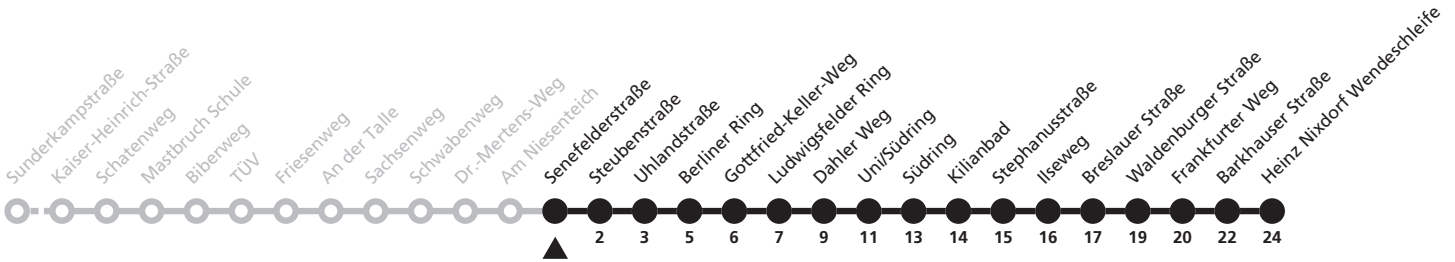 Sunderkampstraße
Kaiser-Heinrich-Straße
Schatenweg
Mastbruch Schule
Biberweg
TÜV
Friesenweg
An der Talle
Sachsenweg
Schwabenweg
Dr.-Mertens-Weg
Am Niesenteich
Senefelderstraße
Steubenstraße
Uhlandstraße
Berliner Ring
Gottfried-Keller-Weg
Ludwigsfelder Ring
Dahler Weg
Uni/Südring
Südring
Kilianbad
Stephanusstraße
Ilseweg
Breslauer Straße
Waldenburger Straße
Frankfurter Weg
Barkhauser Straße
Heinz Nixdorf Wendeschleife
2 3 5 6 7 9 11 13 14 15 16 17 19 20 22 24